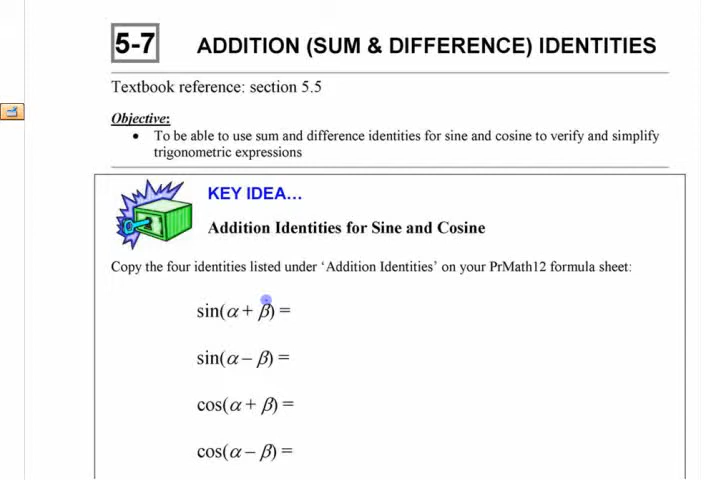 5-7 ADDITION (SUM & DIFFERENCE) IDENTITIES
Textbook reference: section 5.5
Objective:
• To be able to use sum and difference identities for sine and cosine to verify and simplify
trigonometric expressions
KEY IDEA…
Addition Identities for Sine and Cosine
Copy the four identities listed under ‘Addition Identities’ on your PrMath12 formula sheet:
sin(α + β) =
sin(α − β) =
cos(α + β) =
cos(α − β) =